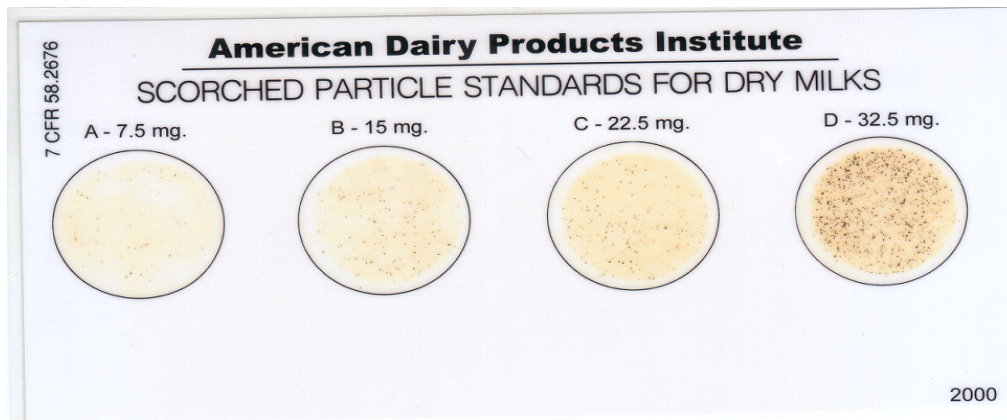 American Dairy Products Institute
SCORCHED PARTICLE STANDARDS FOR DRY MILKS
7 CFR 58.2676
A - 7.5 mg.
B - 15 mg.
C - 22.5 mg.
D - 32.5 mg.
2000